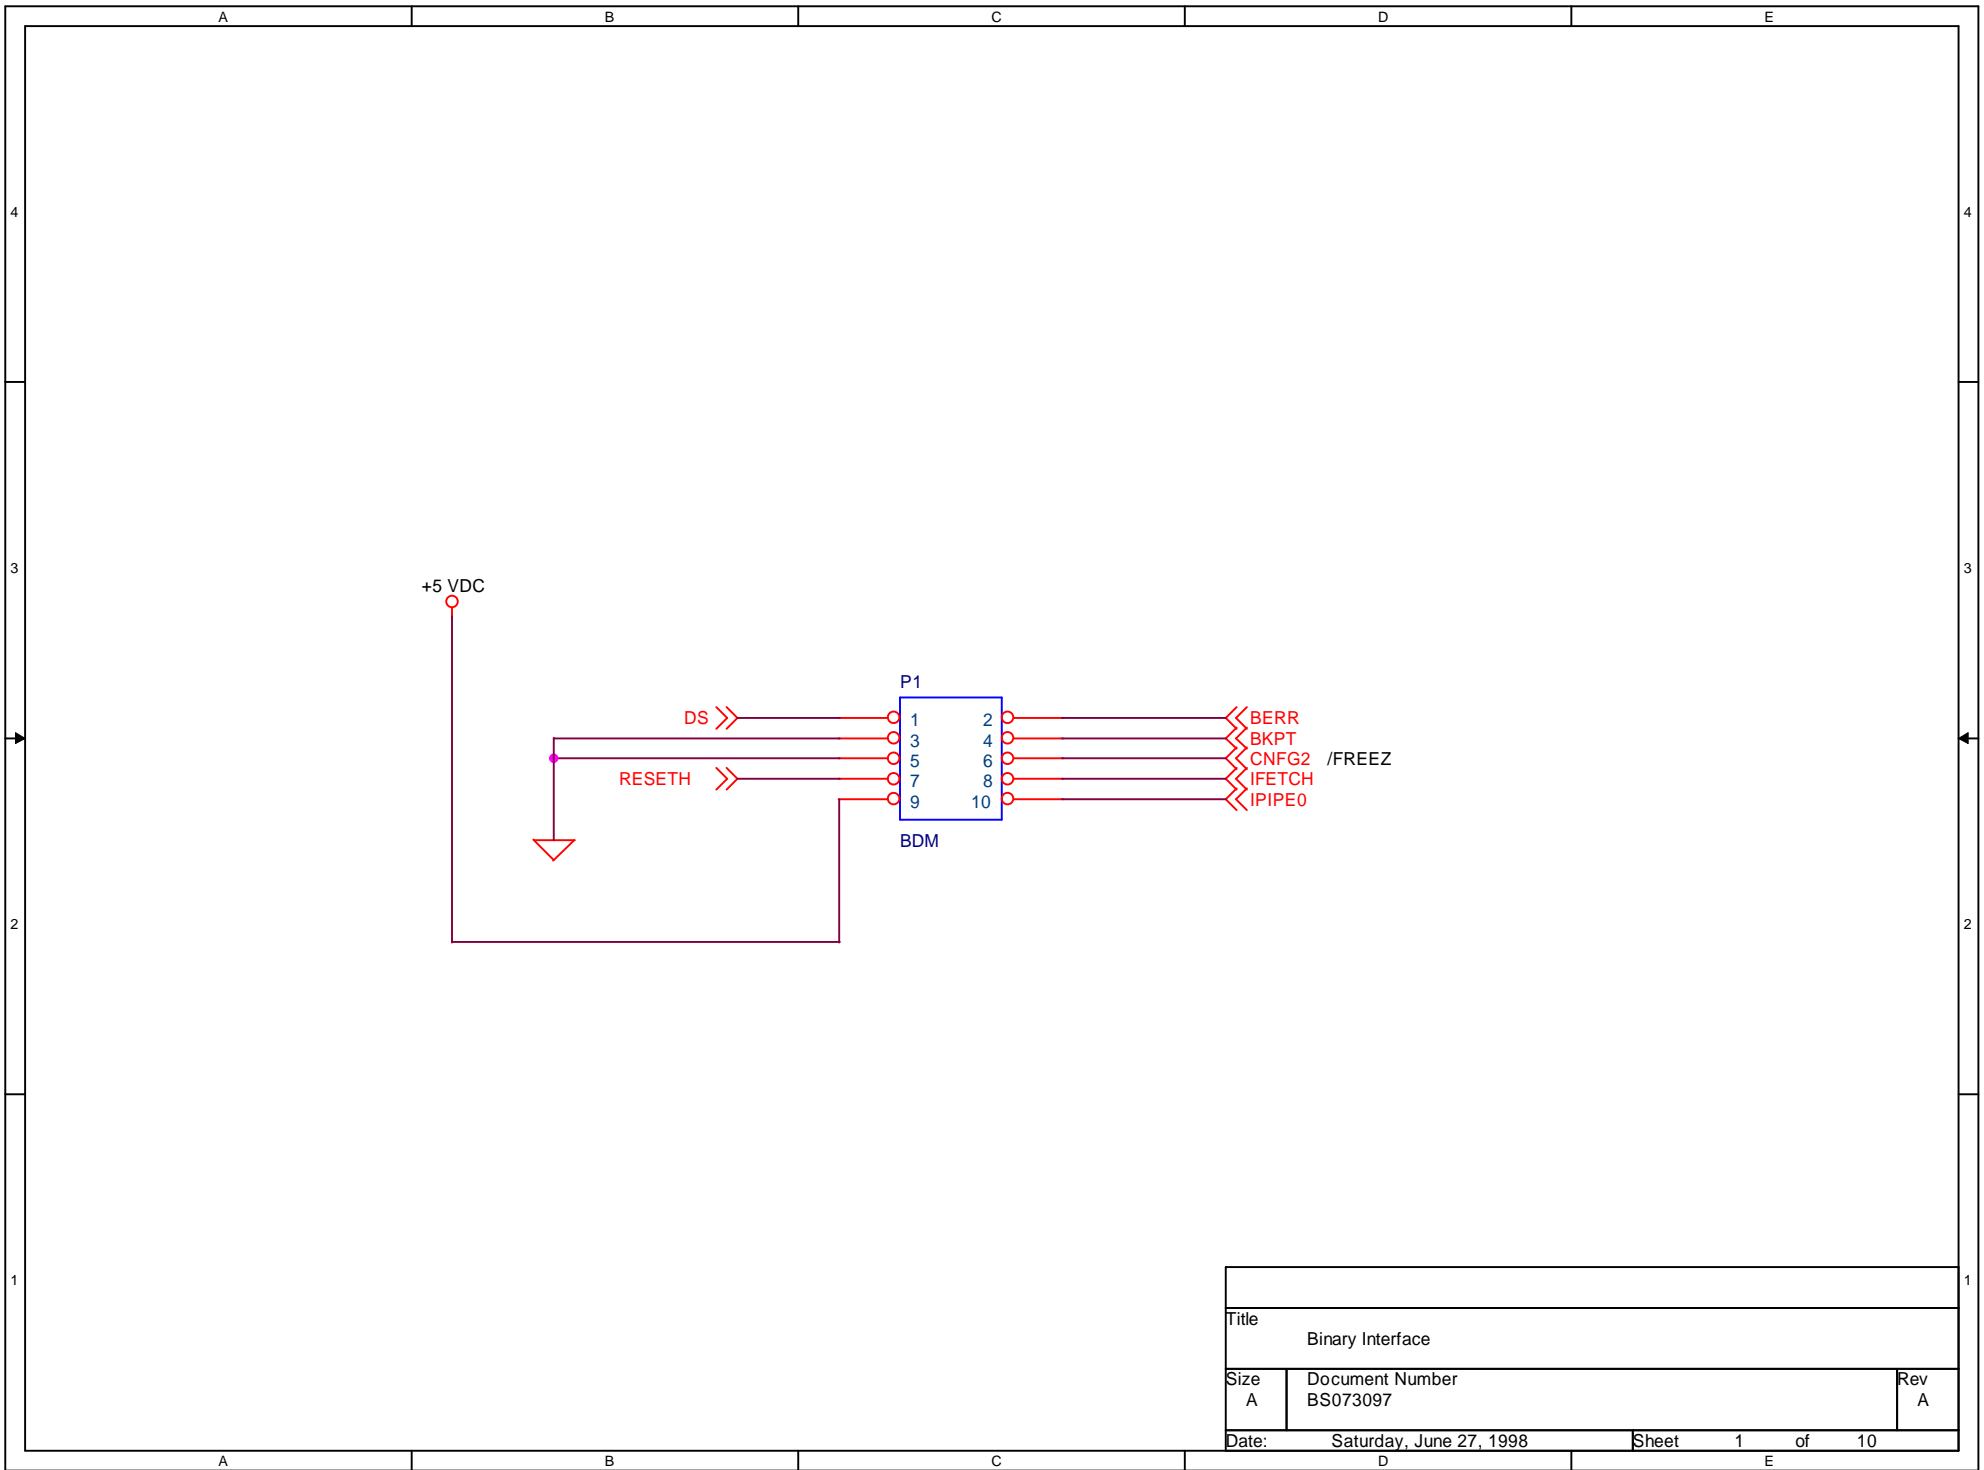 A B C D E
4 4
3 3
+5 VDC
P1
DS 1 2 BERR
3 4 BKPT
5 6 CNFG2 /FREEZ
RESETH 7 8 IFETCH
9 10 IPIPE0
BDM
2 2
1 1
Title
Binary Interface
Size Document Number Rev
A BS073097 A
Date: Saturday, June 27, 1998 Sheet 1 of 10
A B C D E